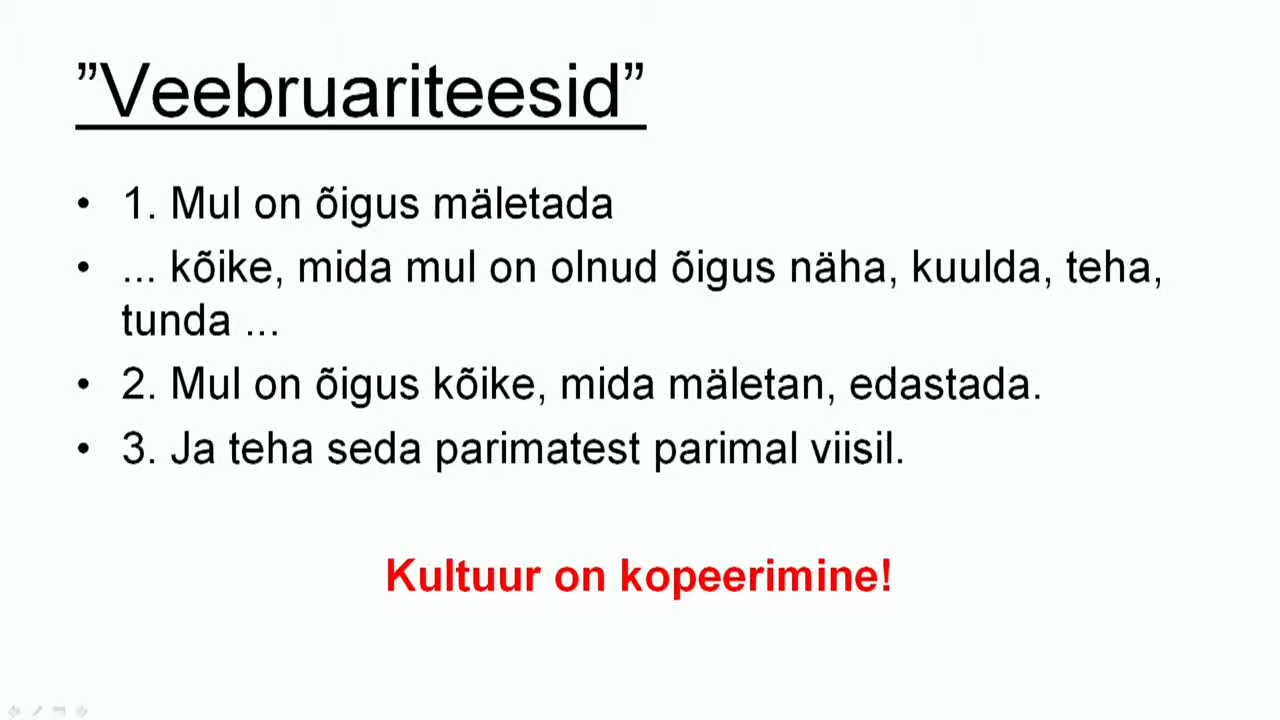 ”Veebruariteesid”
• 1. Mul on õigus mäletada
• ... kõike, mida mul on olnud õigus näha, kuulda, teha,
tunda ...
• 2. Mul on õigus kõike, mida mäletan, edastada.
• 3. Ja teha seda parimatest parimal viisil.
Kultuur on kopeerimine!